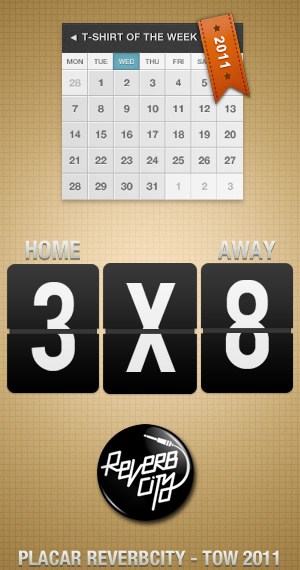 ◀ T-SHIRT OF THE WEEK
2011
MON TUE WED THU FRI SA
28 1 2 3 4 5
7 8 9 10 11 12 13
14 15 16 17 18 19 20
21 22 23 24 25 26 27
28 29 30 31 1 2 3
HOME AWAY
3 X 8
REVERB
CITY
PLACAR REVERBCITY - TOW 2011